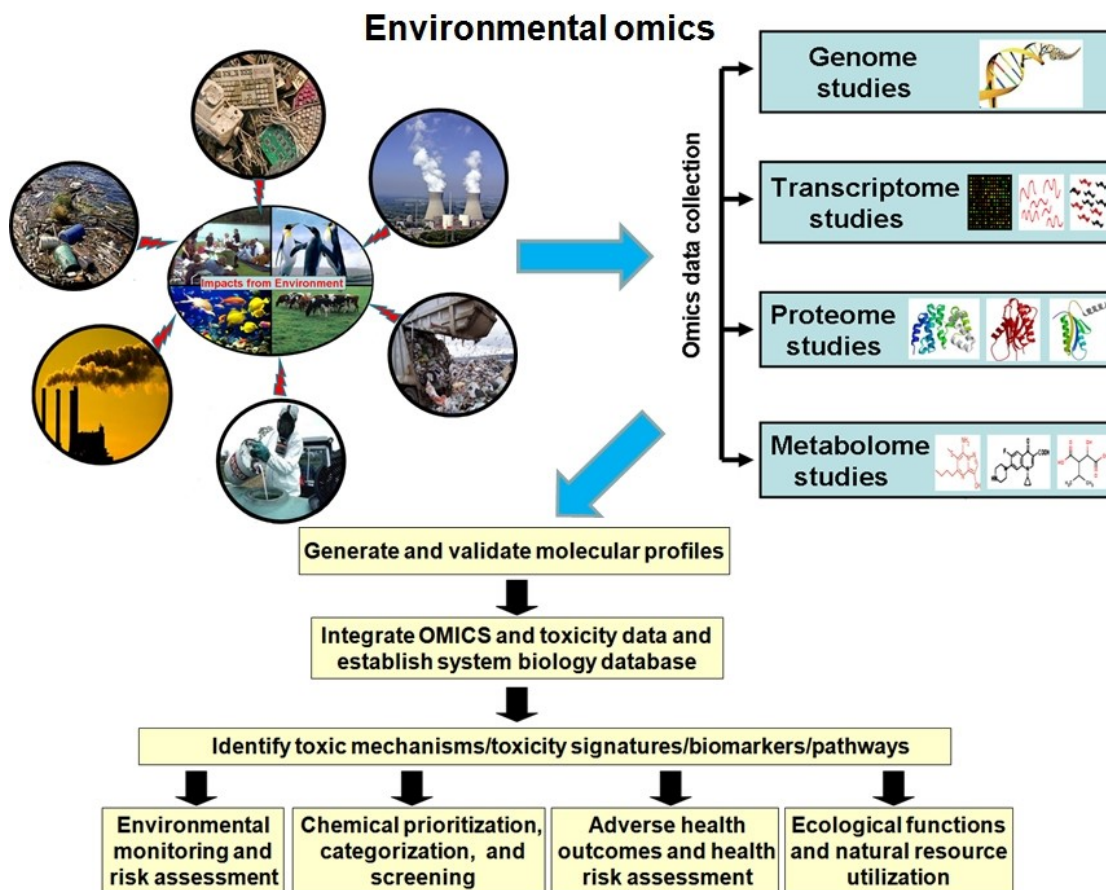 Environmental omics
Impacts from Environment
Omics data collection
Genome
studies
Transcriptome
studies
Proteome
studies
Metabolome
studies
Generate and validate molecular profiles
Integrate OMICS and toxicity data and
establish system biology database
Identify toxic mechanisms/toxicity signatures/biomarkers/pathways
Environmental
monitoring and
risk assessment
Chemical prioritization,
categorization, and
screening
Adverse health
outcomes and health
risk assessment
Ecological functions
and natural resource
utilization